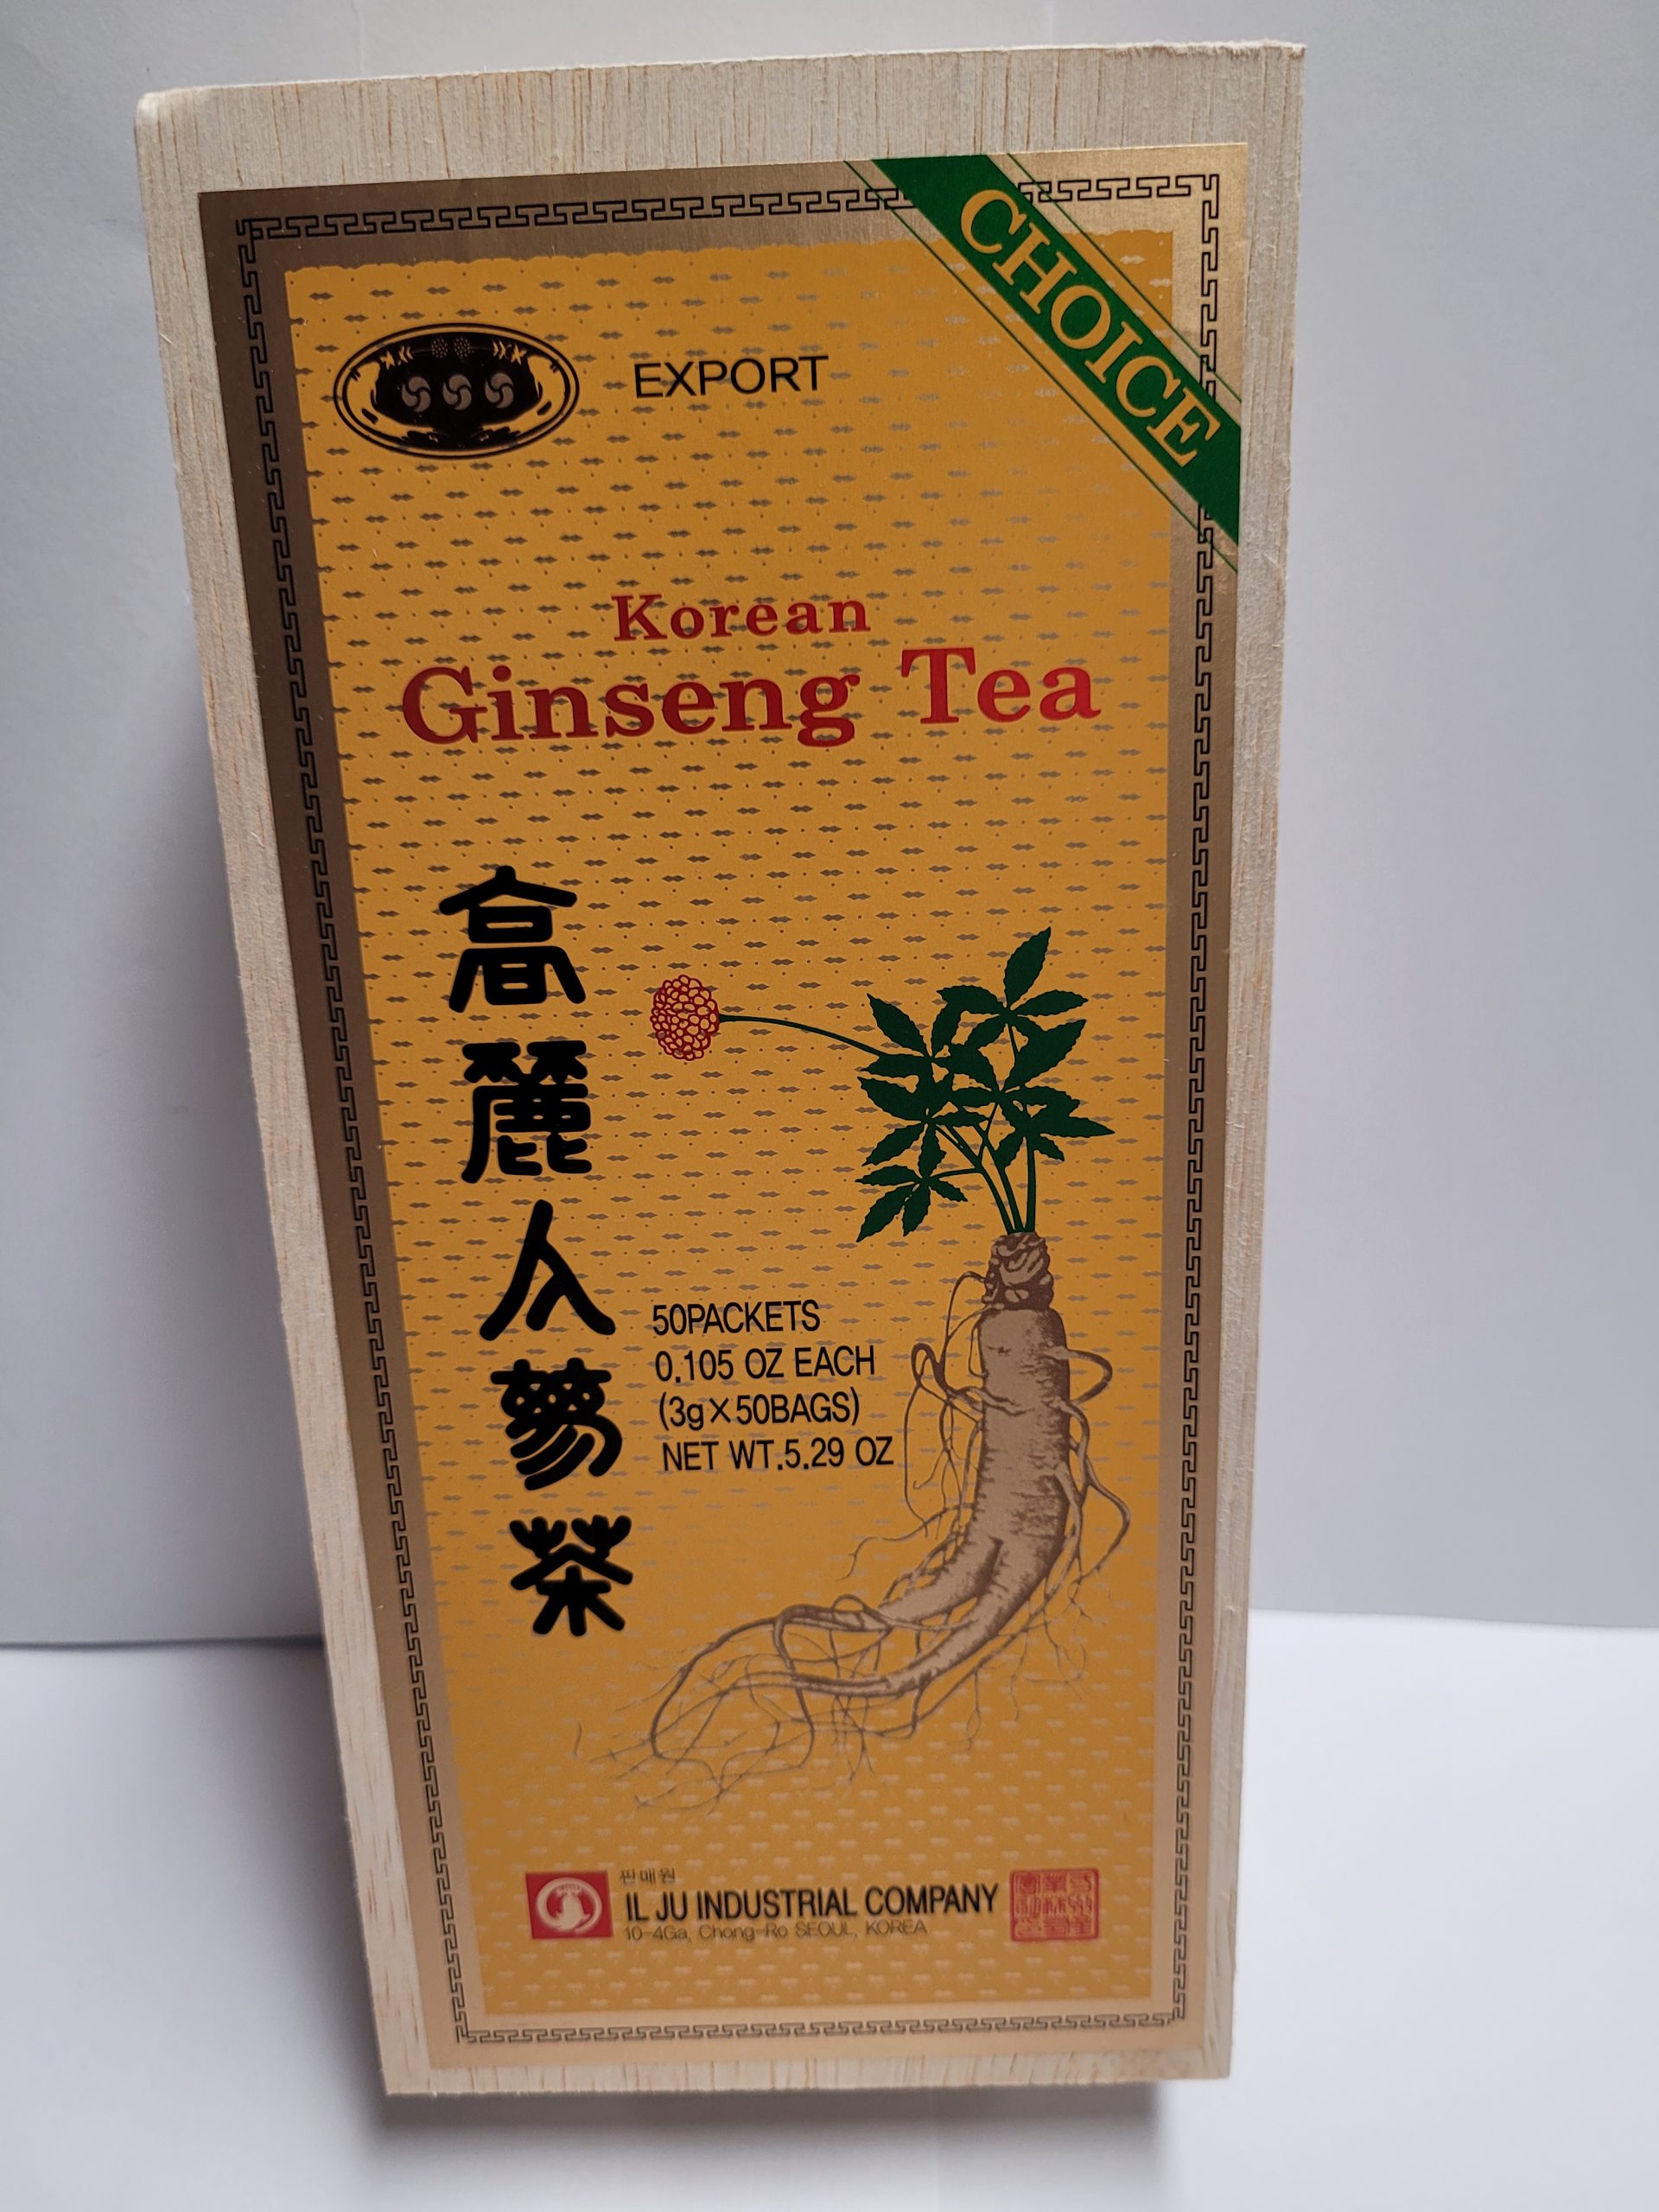 CHOICE
EXPORT
Korean
Ginseng Tea
高麗人蔘茶
50PACKETS
0.105 OZ EACH
(3g×50BAGS)
NET WT.5.29 OZ
판매원
IL JU INDUSTRIAL COMPANY
10-4Ga, Chong-Ro SEOUL, KOREA